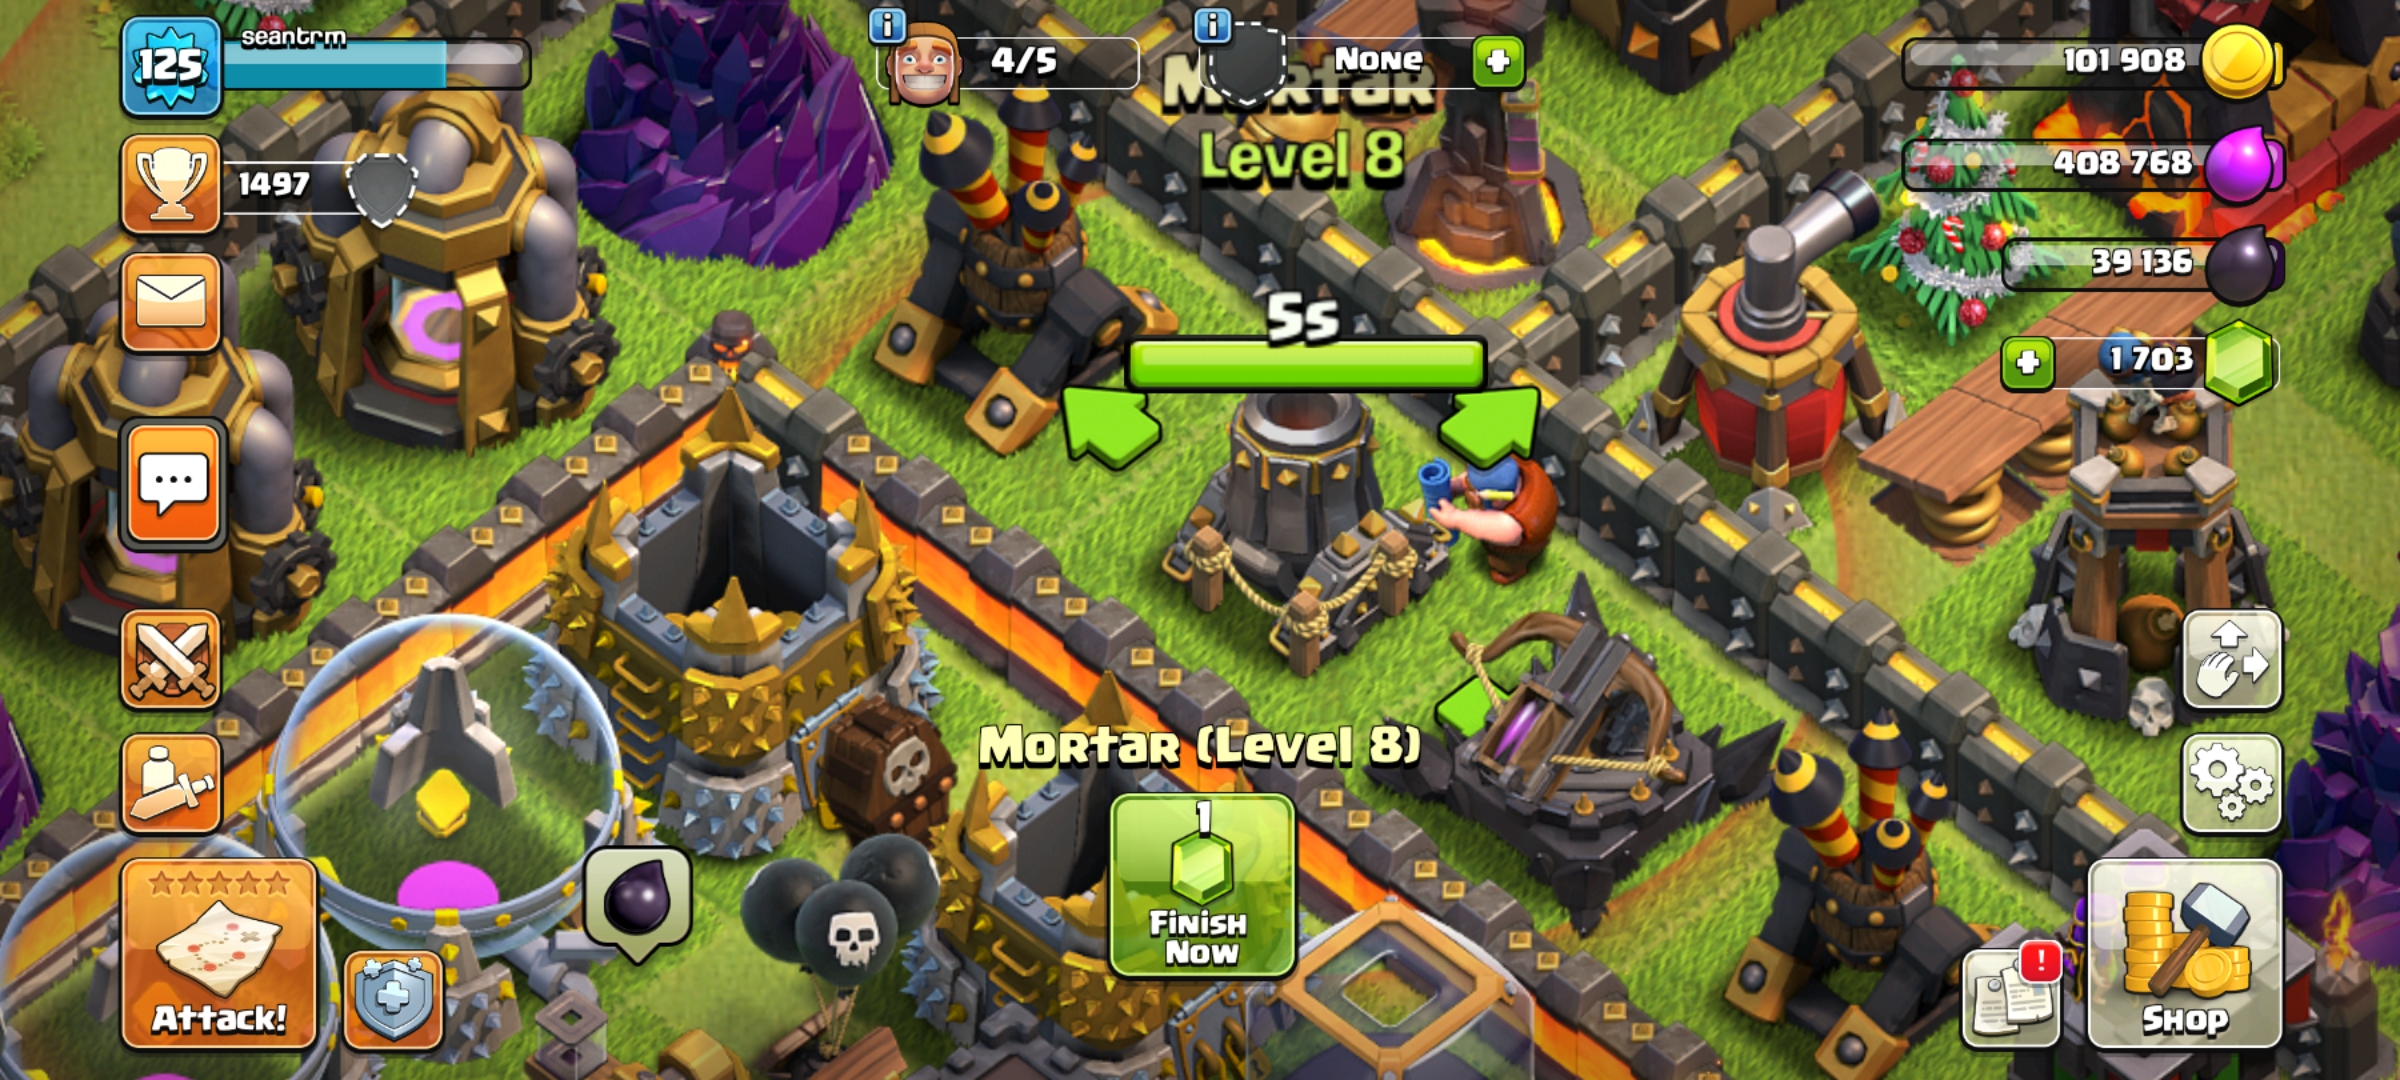 125
seantrm
i
4/5
i
None
101 908
Mortar
Level 8
408 768
1497
39 136
1 703
5s
Mortar (Level 8)
1
Finish
Now
Attack!
!
Shop